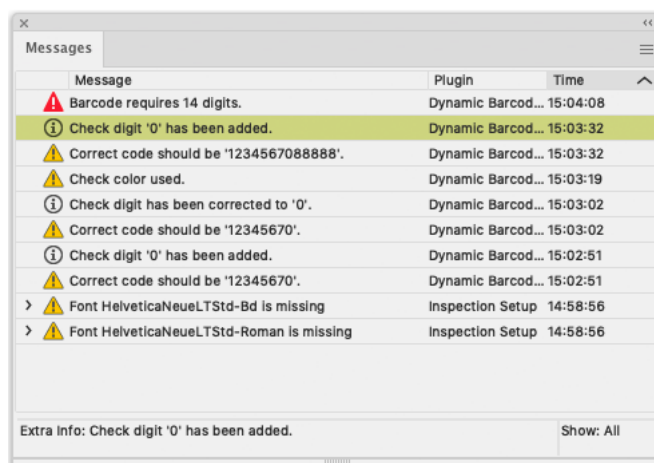 Messages
Message Plugin Time
Barcode requires 14 digits. Dynamic Barcod... 15:04:08
Check digit '0' has been added. Dynamic Barcod... 15:03:32
Correct code should be '1234567088888'. Dynamic Barcod... 15:03:32
Check color used. Dynamic Barcod... 15:03:19
Check digit has been corrected to '0'. Dynamic Barcod... 15:03:02
Correct code should be '12345670'. Dynamic Barcod... 15:03:02
Check digit '0' has been added. Dynamic Barcod... 15:02:51
Correct code should be '12345670'. Dynamic Barcod... 15:02:51
Font HelveticaNeueLTStd-Bd is missing Inspection Setup 14:58:56
Font HelveticaNeueLTStd-Roman is missing Inspection Setup 14:58:56
Extra Info: Check digit '0' has been added. Show: All